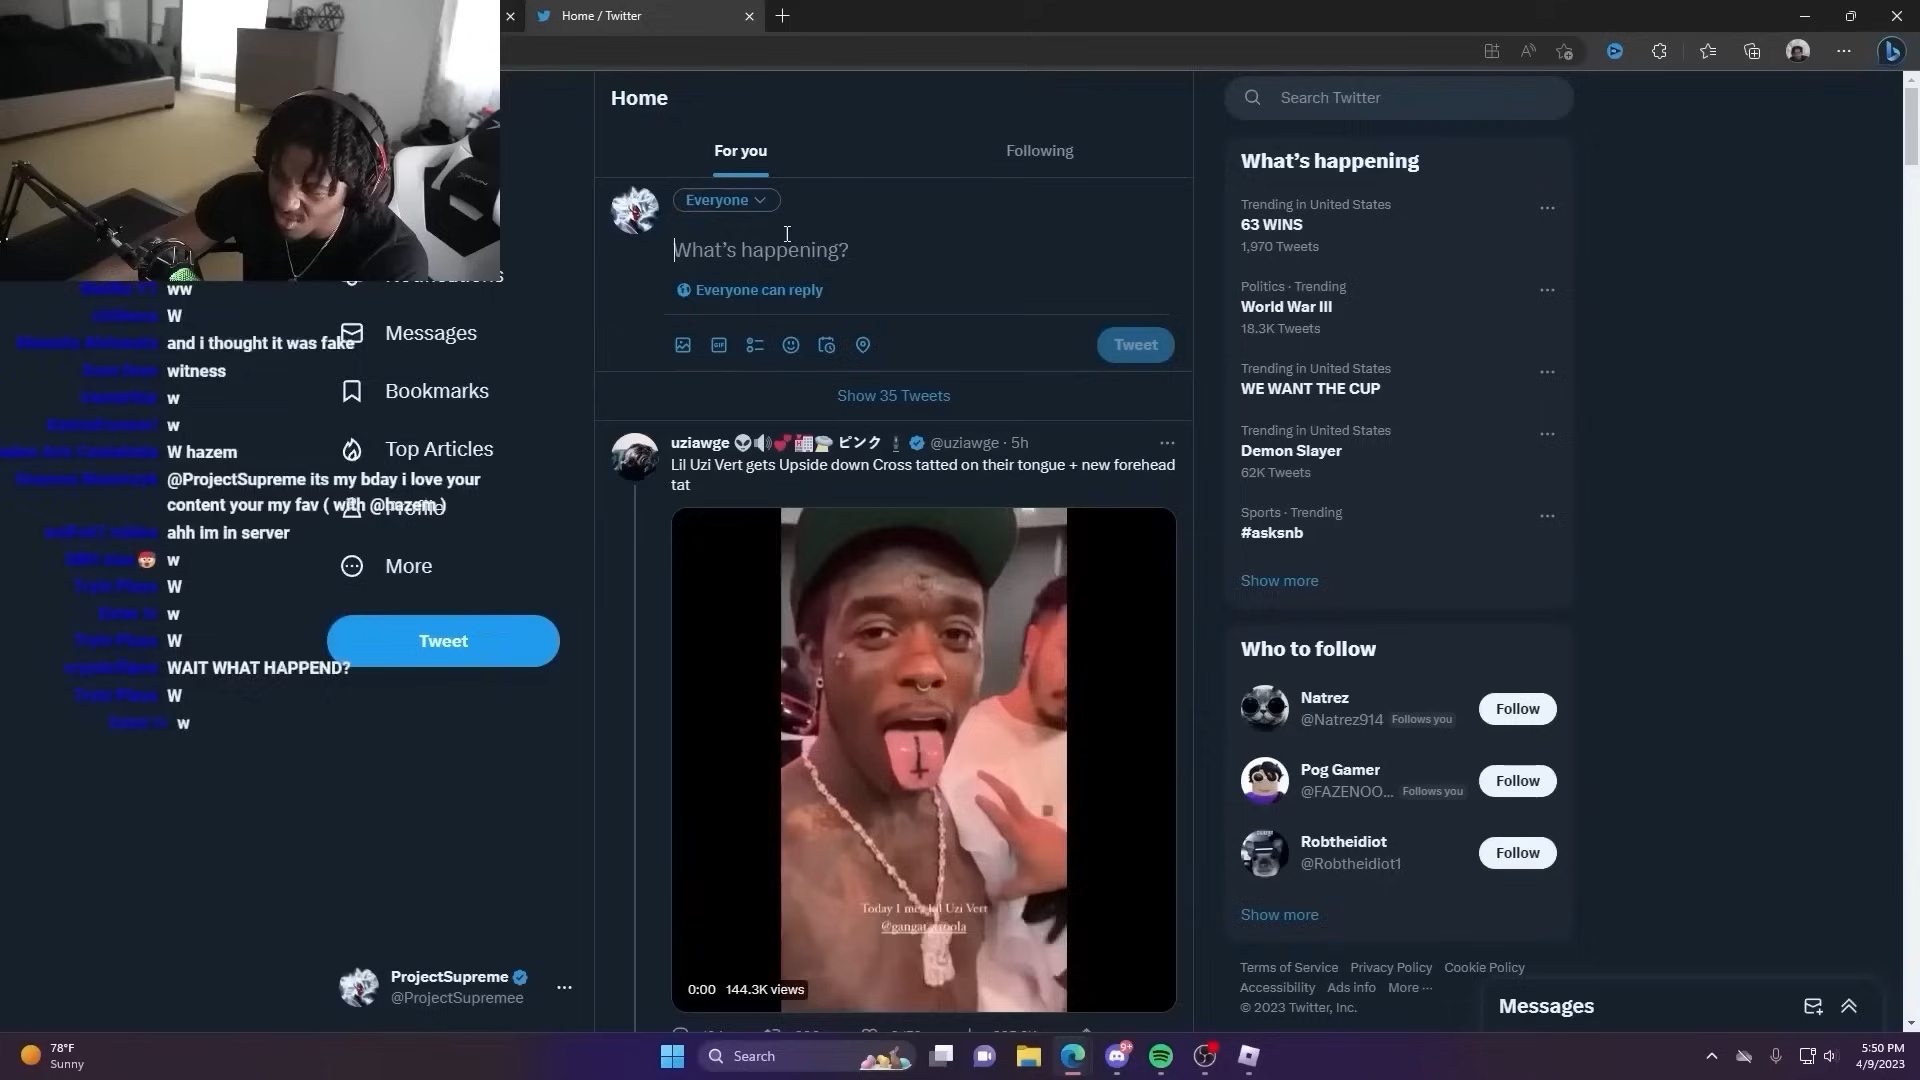 Home / Twitter
Home
For you
Following
Everyone
What's happening?
Everyone can reply
Tweet
Show 35 Tweets
uziawge 👽🔊💕🏩 ピンク @uziawge · 5h
Lil Uzi Vert gets Upside down Cross tatted on their tongue + new forehead
tat
@gangar
0:00 144.3K views
ww
W
and i thought it was fake
witness
w
w
W hazem
@ProjectSupreme its my bday i love your
content your my fav ( with @hazem )
ahh im in server
w
W
w
W
WAIT WHAT HAPPEND?
W
w
Messages
Bookmarks
Top Articles
Profile
More
Tweet
ProjectSupreme
@ProjectSupremee
Search Twitter
What's happening
Trending in United States
63 WINS
1,970 Tweets
Politics · Trending
World War III
18.3K Tweets
Trending in United States
WE WANT THE CUP
Trending in United States
Demon Slayer
62K Tweets
Sports · Trending
#asksnb
Show more
Who to follow
Natrez
@Natrez914 Follows you
Follow
Pog Gamer
@FAZENOO... Follows you
Follow
Robtheidiot
@Robtheidiot1
Follow
Show more
Terms of Service Privacy Policy Cookie Policy
Accessibility Ads info More ...
© 2023 Twitter, Inc.
Messages
78°F
Sunny
Search
9+
5:50 PM
4/9/2023